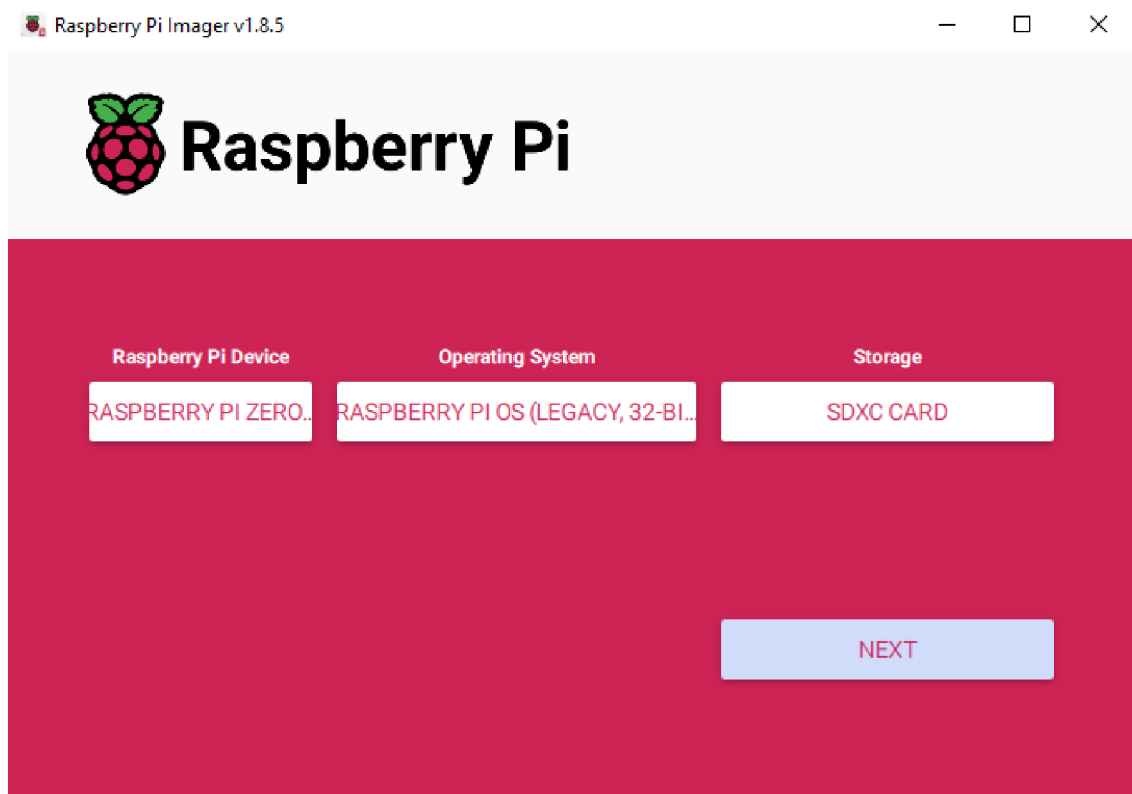 Raspberry Pi Imager v1.8.5
Raspberry Pi
Raspberry Pi Device
Operating System
Storage
RASPBERRY PI ZERO..
RASPBERRY PI OS (LEGACY, 32-BI...
SDXC CARD
NEXT